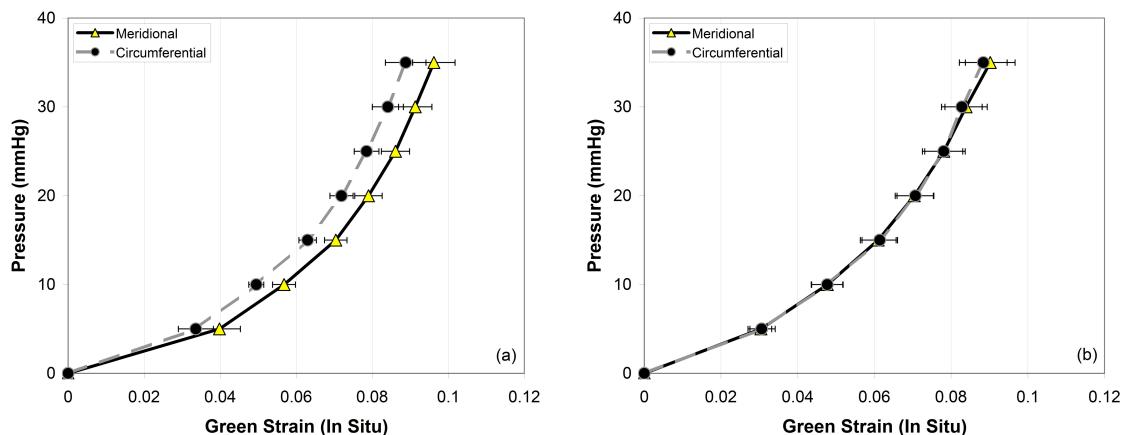 40
30
20
10
0
Pressure (mmHg)
Meridional
Circumferential
(a)
0 0.02 0.04 0.06 0.08 0.1 0.12
Green Strain (In Situ)
40
30
20
10
0
Pressure (mmHg)
Meridional
Circumferential
(b)
0 0.02 0.04 0.06 0.08 0.1 0.12
Green Strain (In Situ)